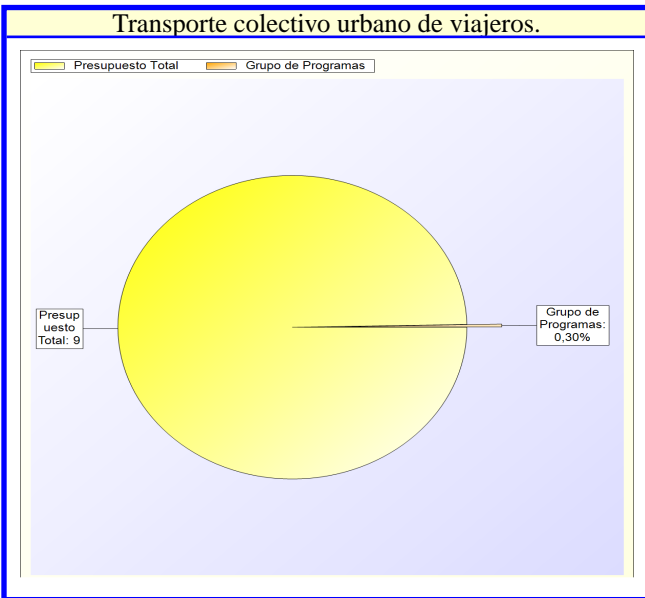 Transporte colectivo urbano de viajeros.
Presupuesto Total Grupo de Programas
Presup
uesto
Total: 9
Grupo de
Programas:
0,30%